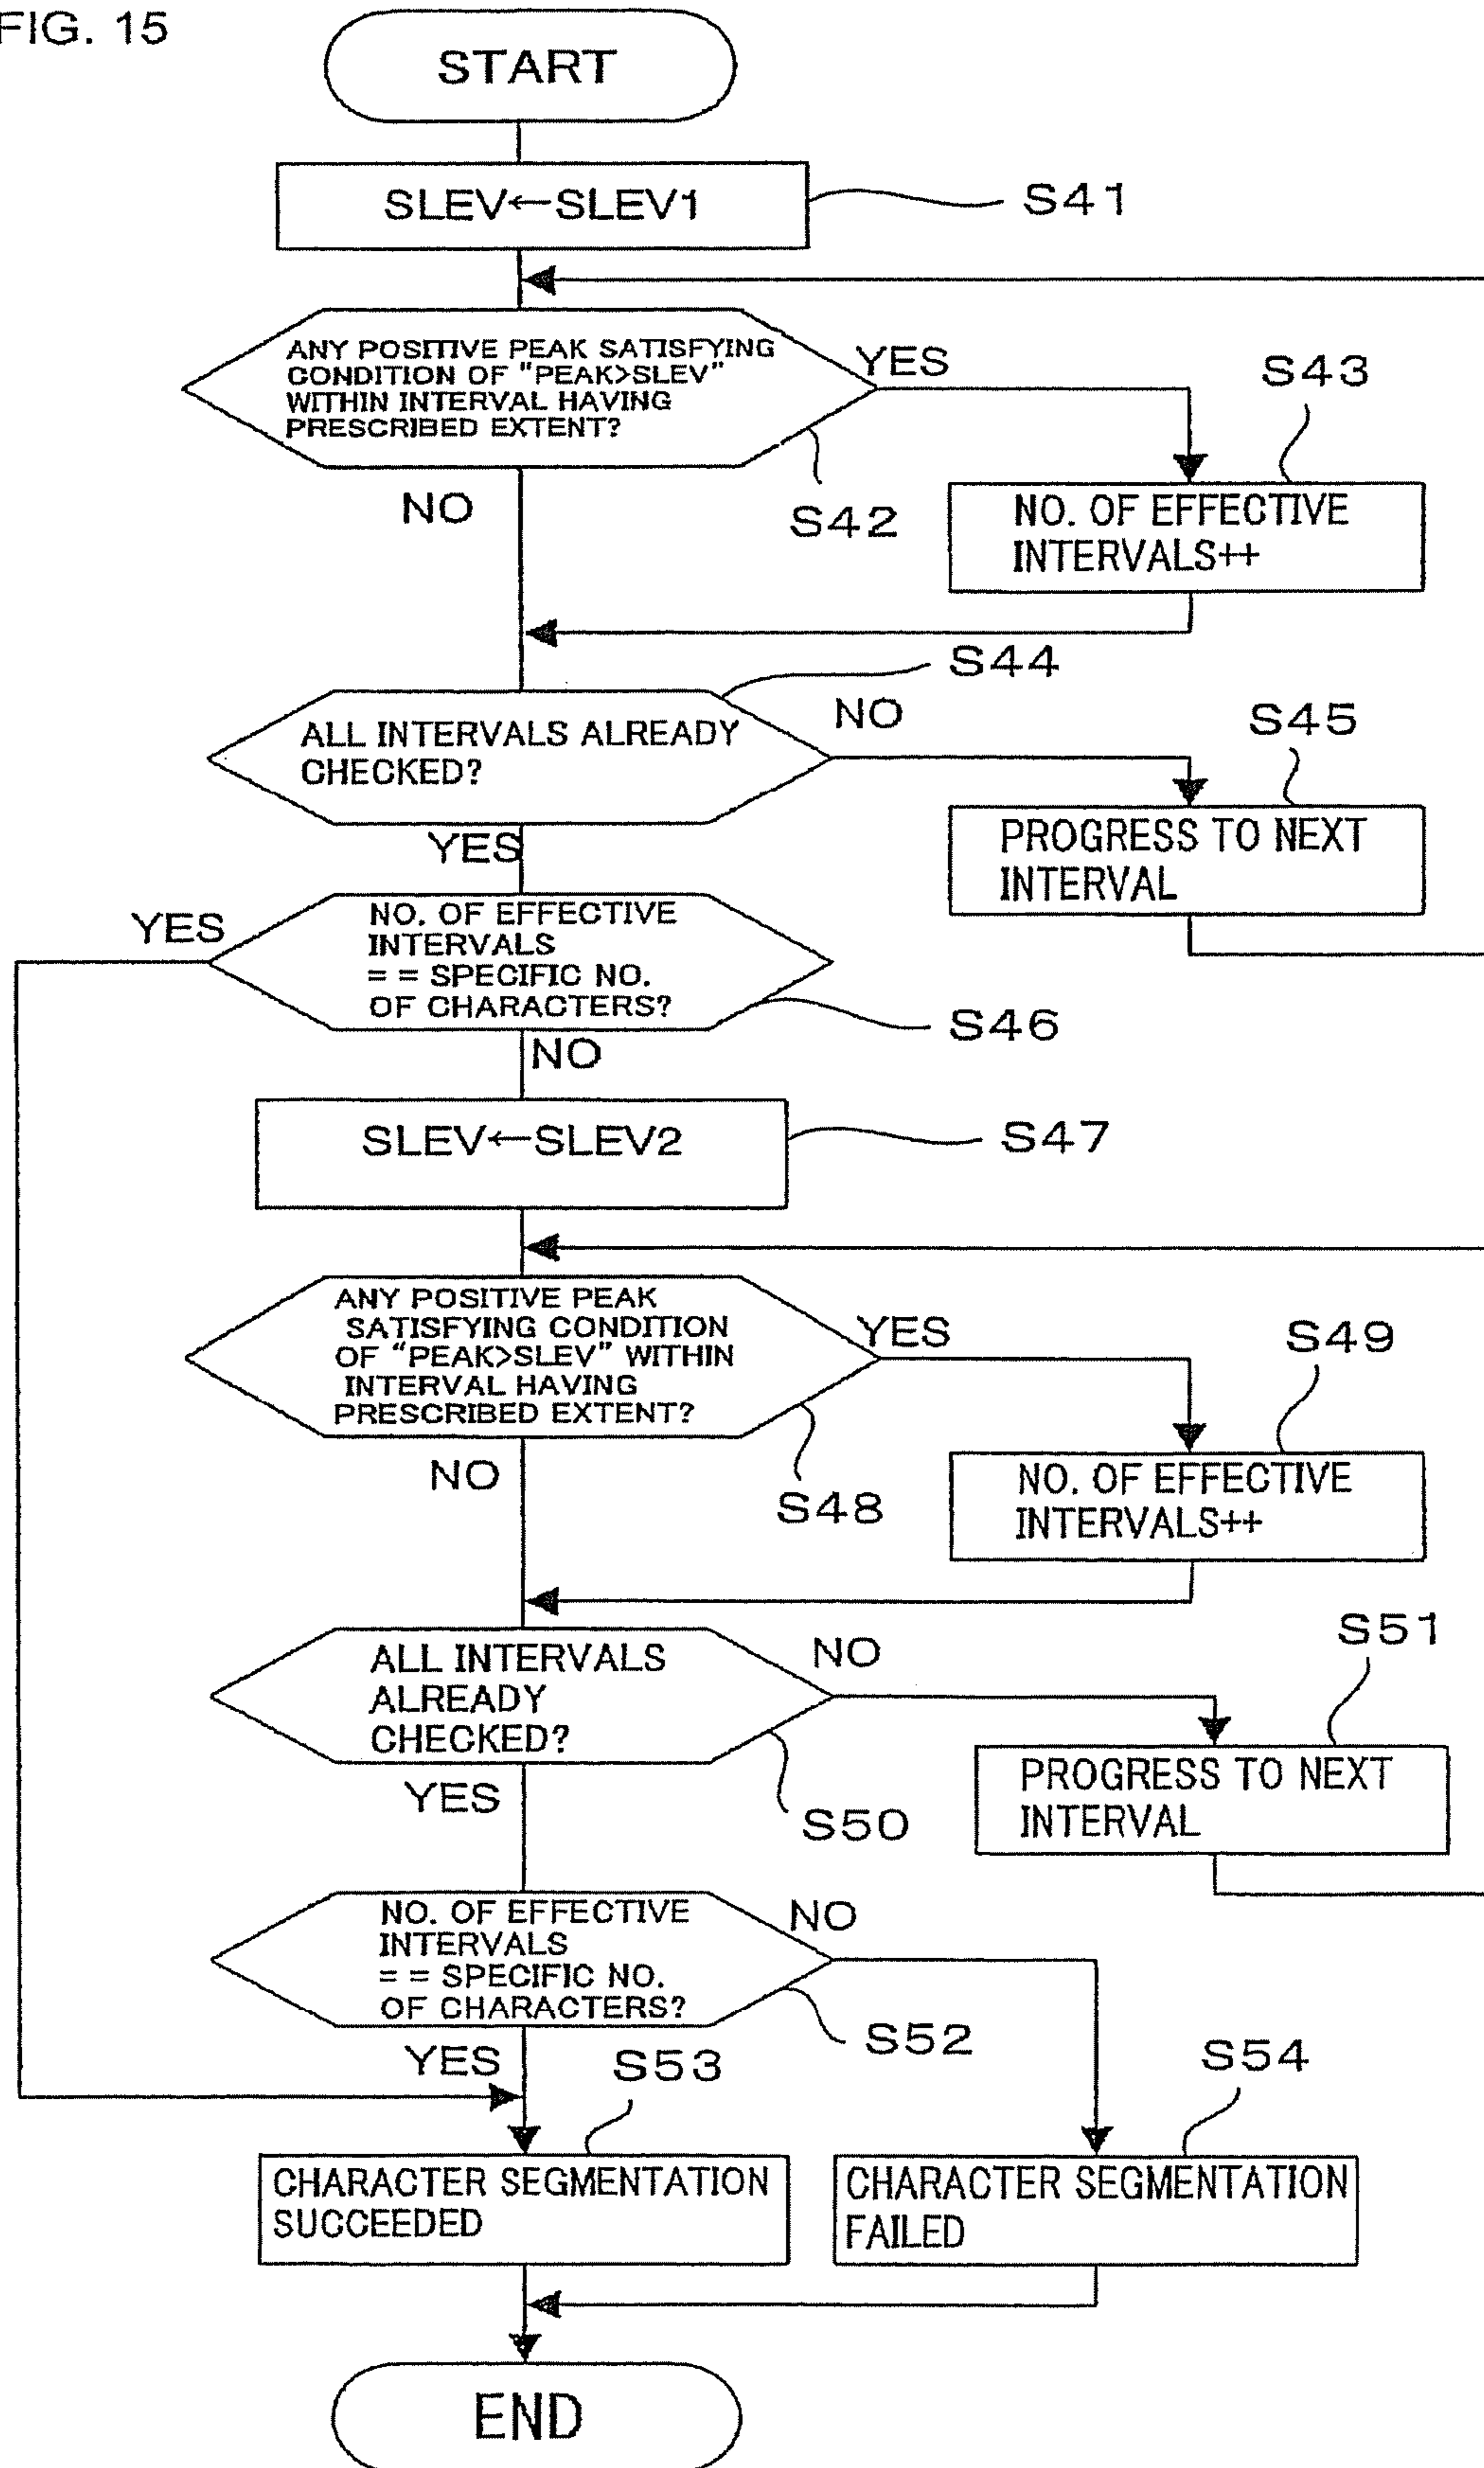 FIG. 15
START
SLEV←SLEV1
S41
ANY POSITIVE PEAK SATISFYING
CONDITION OF "PEAK>SLEV"
WITHIN INTERVAL HAVING
PRESCRIBED EXTENT?
YES
S43
NO
S42
NO. OF EFFECTIVE
INTERVALS++
S44
ALL INTERVALS ALREADY
CHECKED?
NO
S45
YES
PROGRESS TO NEXT
INTERVAL
YES
NO. OF EFFECTIVE
INTERVALS
= = SPECIFIC NO.
OF CHARACTERS?
S46
NO
SLEV←SLEV2
S47
ANY POSITIVE PEAK
SATISFYING CONDITION
OF "PEAK>SLEV" WITHIN
INTERVAL HAVING
PRESCRIBED EXTENT?
YES
S49
NO
S48
NO. OF EFFECTIVE
INTERVALS++
ALL INTERVALS
ALREADY
CHECKED?
NO
S51
YES
S50
PROGRESS TO NEXT
INTERVAL
NO. OF EFFECTIVE
INTERVALS
= = SPECIFIC NO.
OF CHARACTERS?
NO
S52
YES
S53
S54
CHARACTER SEGMENTATION
SUCCEEDED
CHARACTER SEGMENTATION
FAILED
END